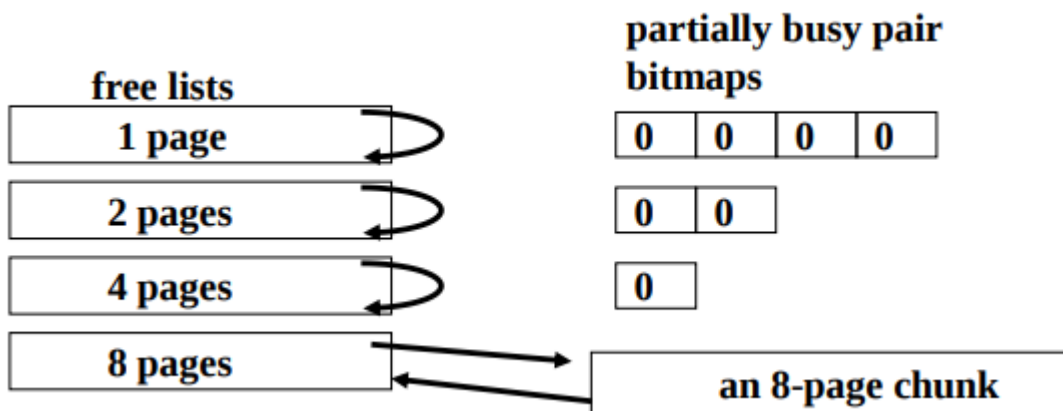 partially busy pair
bitmaps
free lists
1 page
0 0 0 0
2 pages
0 0
4 pages
0
8 pages
an 8-page chunk